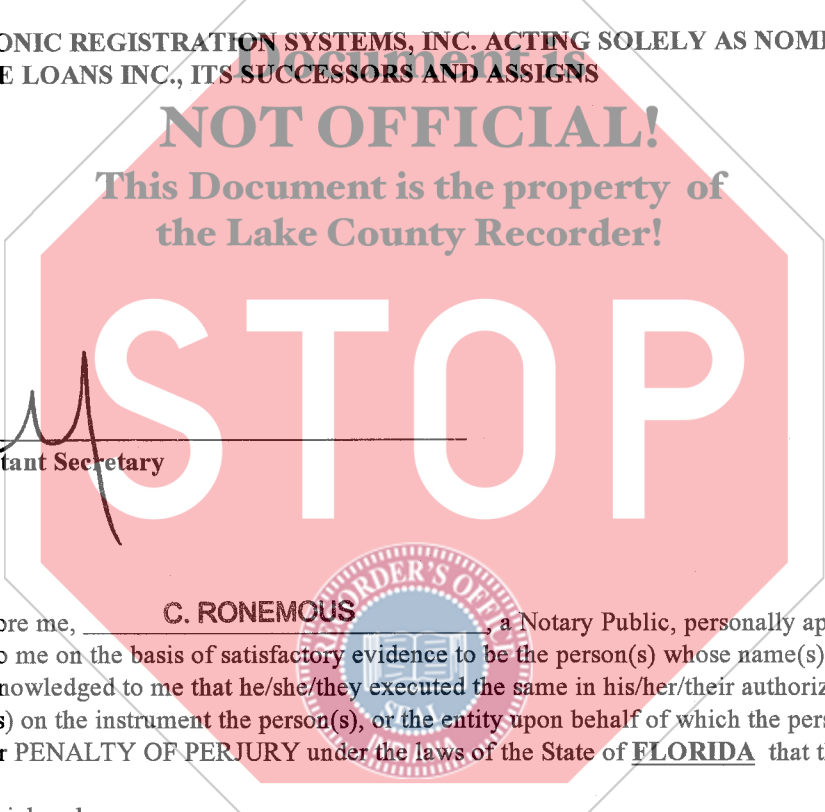 ONIC REGISTRATION SYSTEMS, INC. ACTING SOLELY AS NOMI
E LOANS INC., ITS SUCCESSORS AND ASSIGNS
Document is
NOT OFFICIAL!
This Document is the property of
the Lake County Recorder!
STOP
tant Secretary
ore me, C. RONEMOUS, a Notary Public, personally ap
o me on the basis of satisfactory evidence to be the person(s) whose name(s)
nowledged to me that he/she/they executed the same in his/her/their authoriz
s) on the instrument the person(s), or the entity upon behalf of which the pers
r PENALTY OF PERJURY under the laws of the State of FLORIDA that th
RECORDER'S OFFICE
SEAL